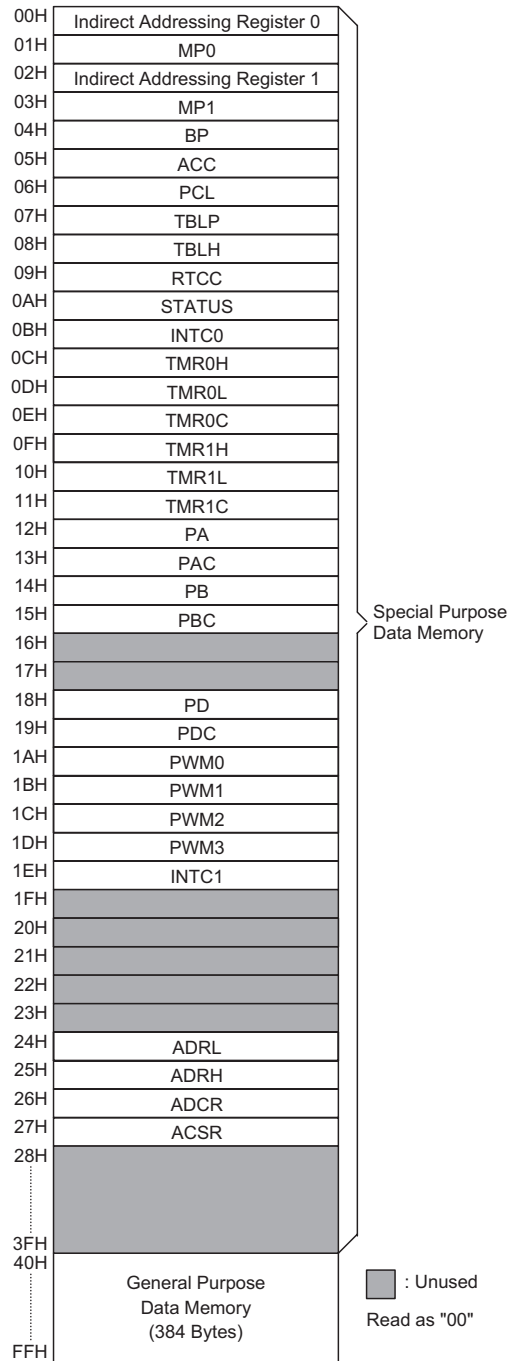 00H Indirect Addressing Register 0
01H MP0
02H Indirect Addressing Register 1
03H MP1
04H BP
05H ACC
06H PCL
07H TBLP
08H TBLH
09H RTCC
0AH STATUS
0BH INTC0
0CH TMR0H
0DH TMR0L
0EH TMR0C
0FH TMR1H
10H TMR1L
11H TMR1C
12H PA
13H PAC
14H PB
15H PBC
Special Purpose
Data Memory
16H
17H
18H PD
19H PDC
1AH PWM0
1BH PWM1
1CH PWM2
1DH PWM3
1EH INTC1
1FH
20H
21H
22H
23H
24H ADRL
25H ADRH
26H ADCR
27H ACSR
28H
3FH
40H
General Purpose
Data Memory
(384 Bytes)
FFH
: Unused
Read as "00"